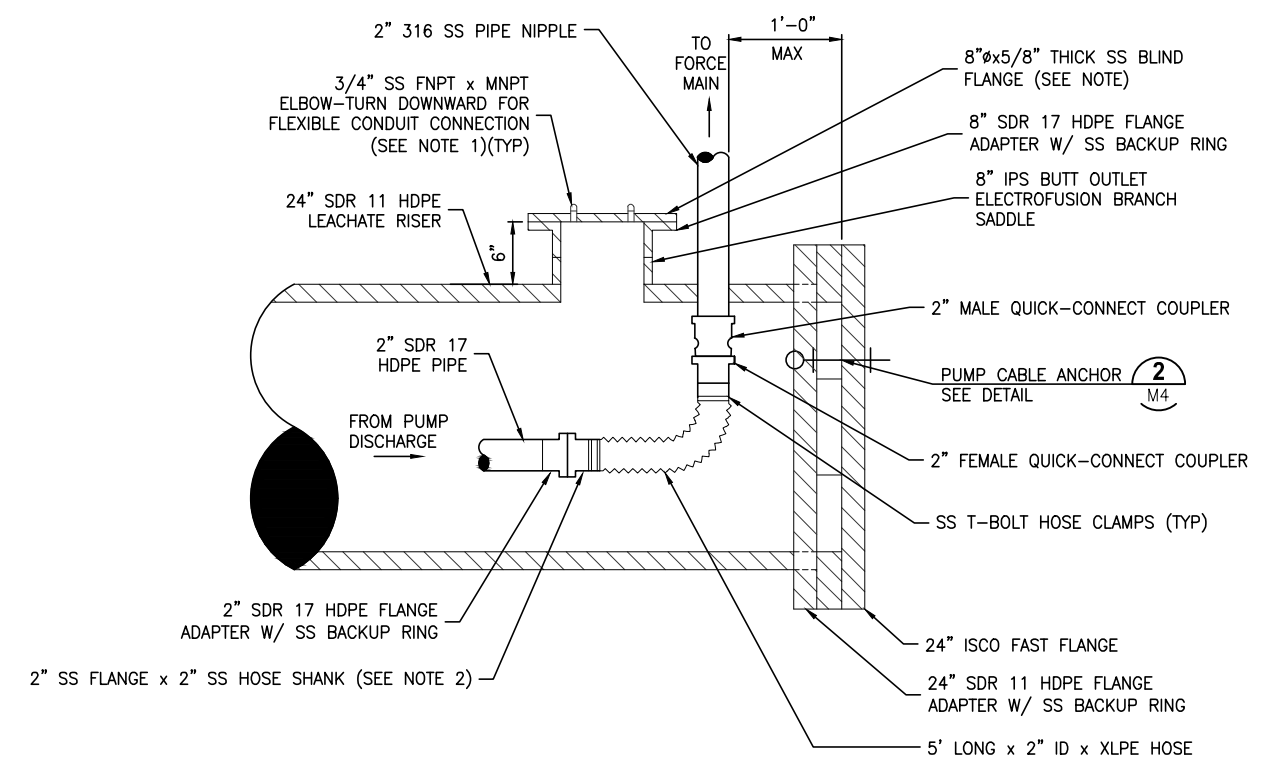 2” 316 SS PIPE NIPPLE
TO
FORCE
MAIN
1’-0”
MAX
8”øx5/8” THICK SS BLIND
FLANGE (SEE NOTE)
3/4” SS FNPT x MNPT
ELBOW-TURN DOWNWARD FOR
FLEXIBLE CONDUIT CONNECTION
(SEE NOTE 1)(TYP)
8” SDR 17 HDPE FLANGE
ADAPTER W/ SS BACKUP RING
8” IPS BUTT OUTLET
ELECTROFUSION BRANCH
SADDLE
24” SDR 11 HDPE
LEACHATE RISER
6”
2” MALE QUICK-CONNECT COUPLER
2” SDR 17
HDPE PIPE
PUMP CABLE ANCHOR
SEE DETAIL
2
M4
FROM PUMP
DISCHARGE
2” FEMALE QUICK-CONNECT COUPLER
SS T-BOLT HOSE CLAMPS (TYP)
2” SDR 17 HDPE FLANGE
ADAPTER W/ SS BACKUP RING
24” ISCO FAST FLANGE
2” SS FLANGE x 2” SS HOSE SHANK (SEE NOTE 2)
24” SDR 11 HDPE FLANGE
ADAPTER W/ SS BACKUP RING
5’ LONG x 2” ID x XLPE HOSE